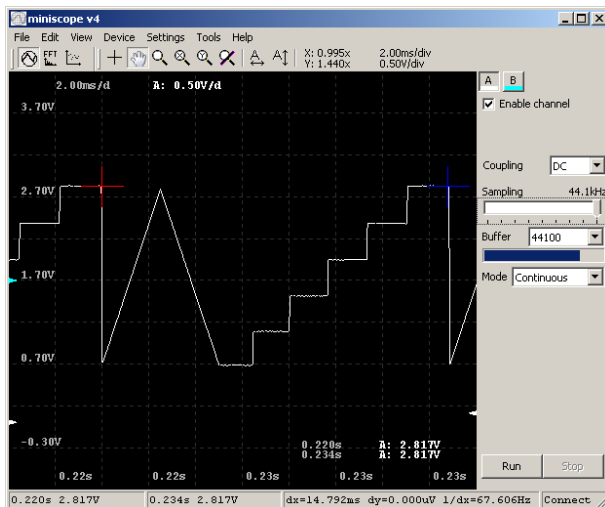 miniscope v4
File Edit View Device Settings Tools Help
FFT A A X: 0.995x 2.00ms/div
Y: 1.440x 0.50V/div
2.00ms/d A: 0.50V/d
3.70V
2.70V
1.70V
0.70V
-0.30V
0.220s A: 2.817V
0.234s A: 2.817V
0.22s 0.22s 0.23s 0.23s 0.23s
A B
Enable channel
Coupling DC
Sampling 44.1kHz
Buffer 44100
Mode Continuous
Run Stop
0.220s 2.817V 0.234s 2.817V dx=14.792ms dy=0.000uV 1/dx=67.606Hz Connect